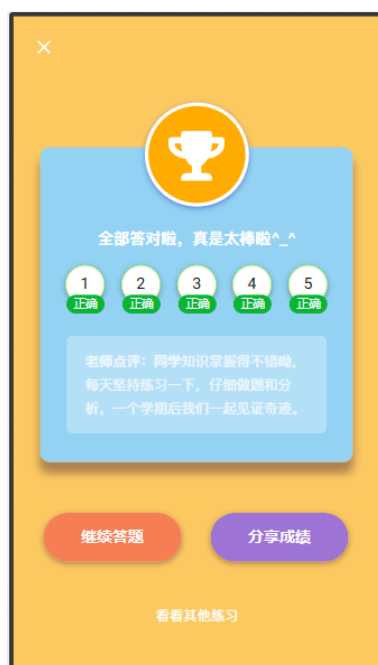 全部答对啦，真是太棒啦^_^
1 2 3 4 5
正确 正确 正确 正确 正确
老师点评：同学知识掌握得不错呦，
每天坚持练习一下，仔细做题和分
析，一个学期后我们一起见证奇迹。
继续答题 分享成绩
看看其他练习